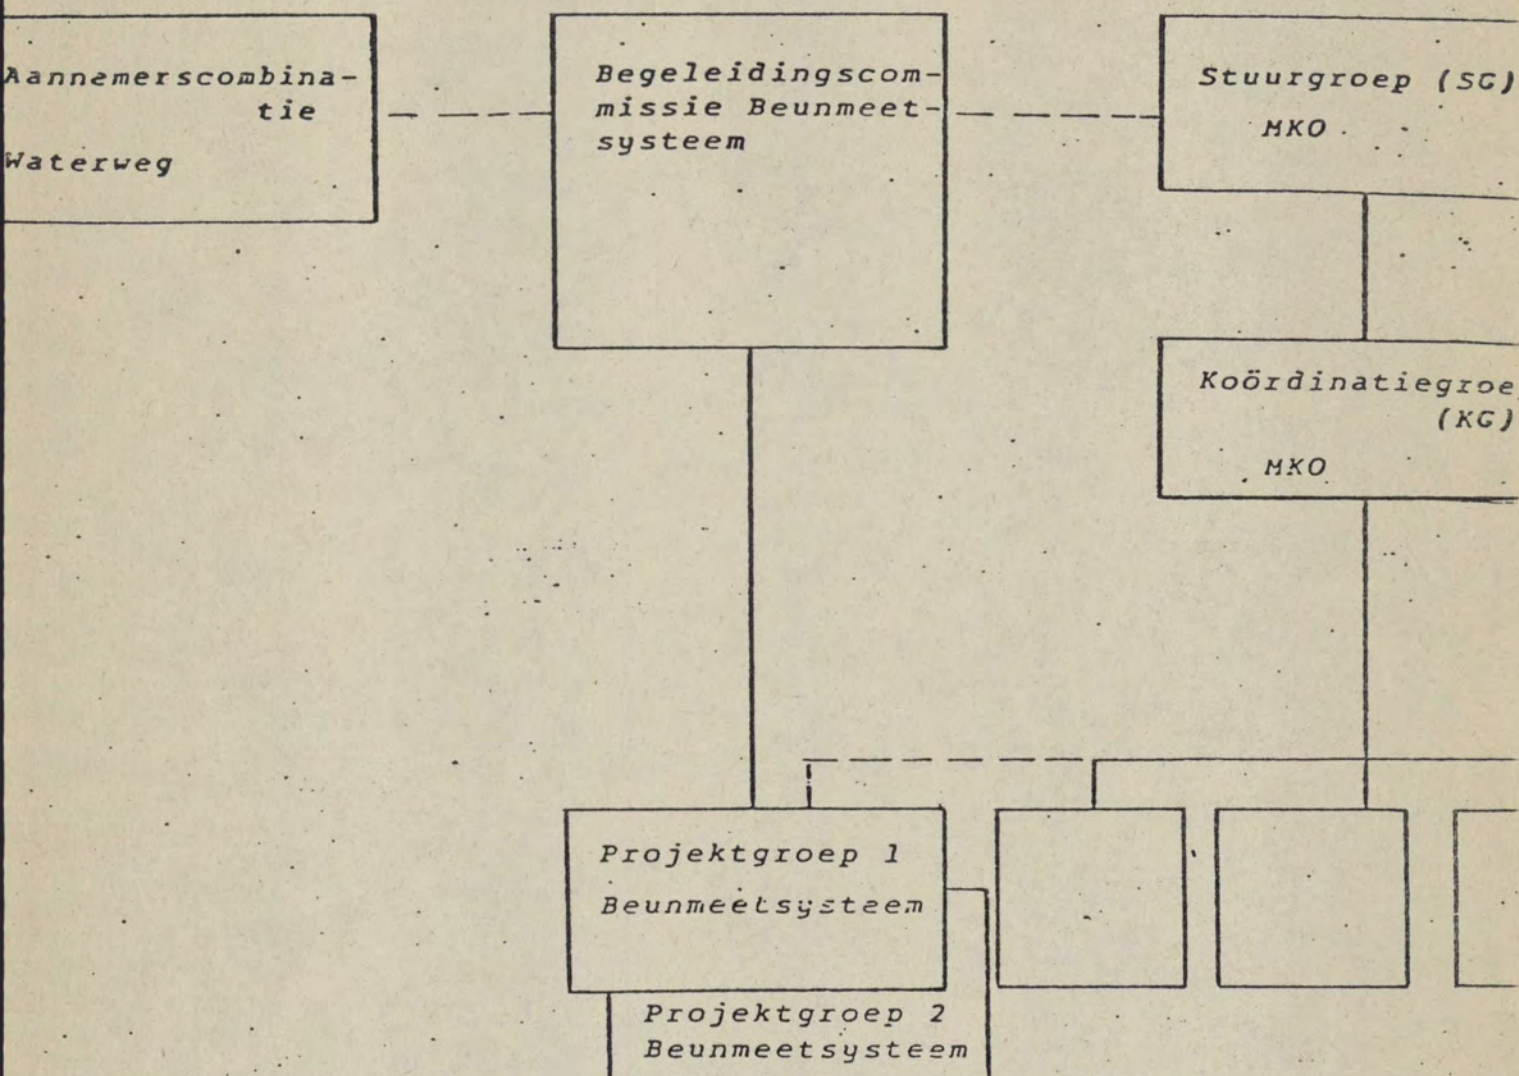 Aannemerscombina-
tie
Waterweg
Begeleidingscom-
missie Beunmeet-
systeem
Stuurgroep (SG)
MKO
Koördinatiegroe
(KG)
MKO
Projektgroep 1
Beunmeetsysteem
Projektgroep 2
Beunmeetsysteem